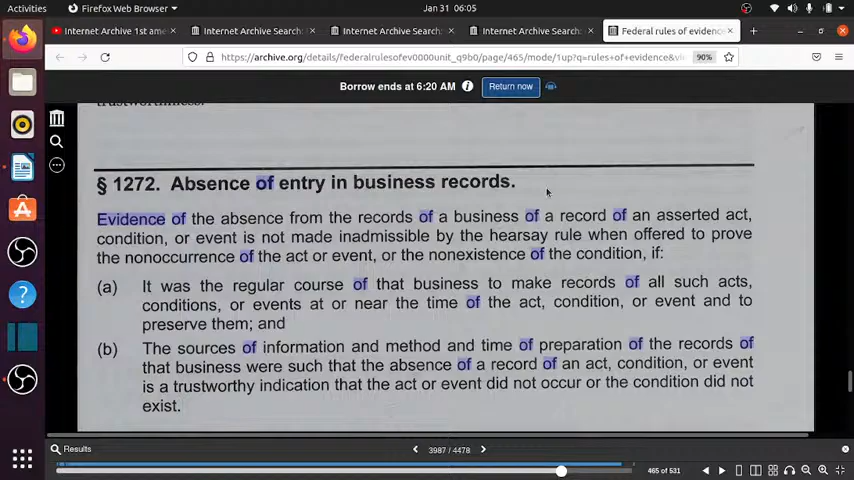 Activities
Firefox Web Browser
Jan 31 06:05
Internet Archive 1st ame
Internet Archive Search:
Internet Archive Search:
Internet Archive Search:
Federal rules of evidence
https://archive.org/details/federalrulesofev0000unit_q9b0/page/465/mode/1up?q=rules+of+evidence&vi
90%
Borrow ends at 6:20 AM
Return now
trustworthiness.
§ 1272. Absence of entry in business records.
Evidence of the absence from the records of a business of a record of an asserted act,
condition, or event is not made inadmissible by the hearsay rule when offered to prove
the nonoccurrence of the act or event, or the nonexistence of the condition, if:
(a) It was the regular course of that business to make records of all such acts,
conditions, or events at or near the time of the act, condition, or event and to
preserve them; and
(b) The sources of information and method and time of preparation of the records of
that business were such that the absence of a record of an act, condition, or event
is a trustworthy indication that the act or event did not occur or the condition did not
exist.
Results
3987 / 4478
465 of 531